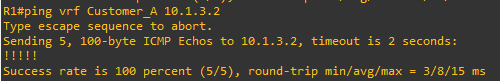 R1#ping vrf Customer_A 10.1.3.2
Type escape sequence to abort.
Sending 5, 100-byte ICMP Echos to 10.1.3.2, timeout is 2 seconds:
!!!!!
Success rate is 100 percent (5/5), round-trip min/avg/max = 3/8/15 ms